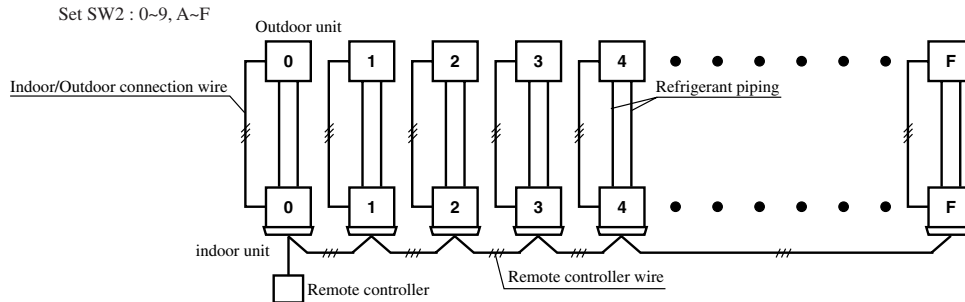 Set SW2 : 0~9, A~F
Outdoor unit
0 1 2 3 4 F
Indoor/Outdoor connection wire
Refrigerant piping
0 1 2 3 4 F
indoor unit
Remote controller wire
Remote controller